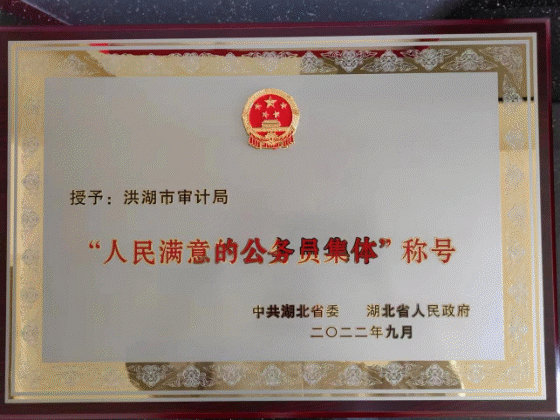 授予：洪湖市审计局
“人民满意的公务员集体”称号
中共湖北省委 湖北省人民政府
二〇二二年九月